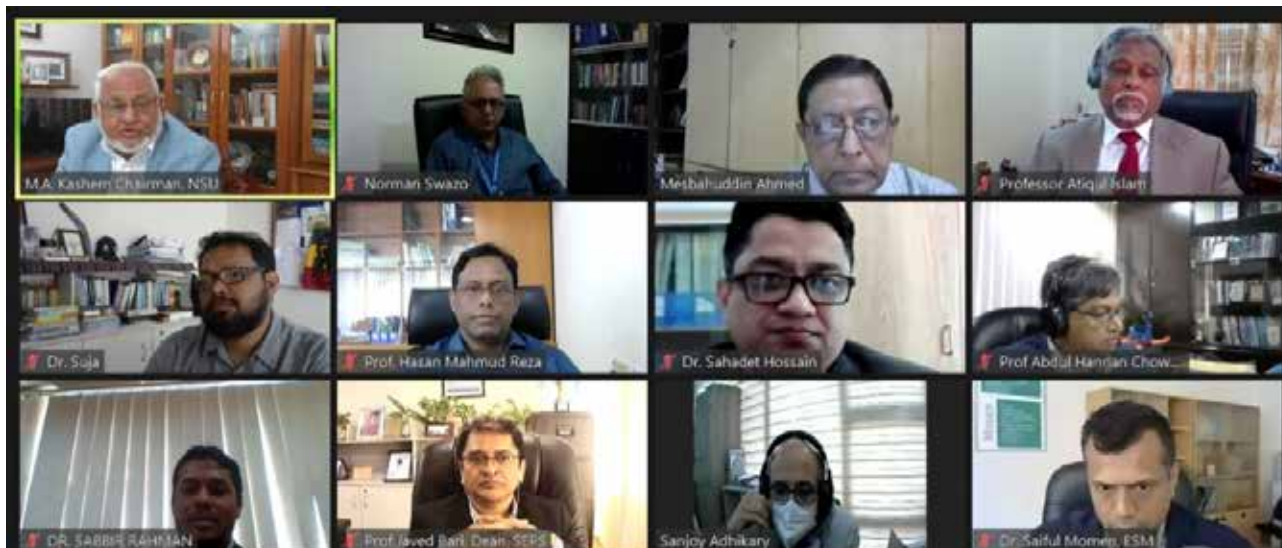 M.A. Kashem Chairman, NSU
Norman Swazo
Mesbahuddin Ahmed
Professor Atiqul Islam
Dr. Suja
Prof. Hasan Mahmud Reza
Dr. Sahadet Hossain
Prof Abdul Hannan Chow...
DR. SABBIR RAHMAN
Prof Javed Bari, Dean, SEPS
Sanjoy Adhikary
Dr. Saiful Momen, ESM